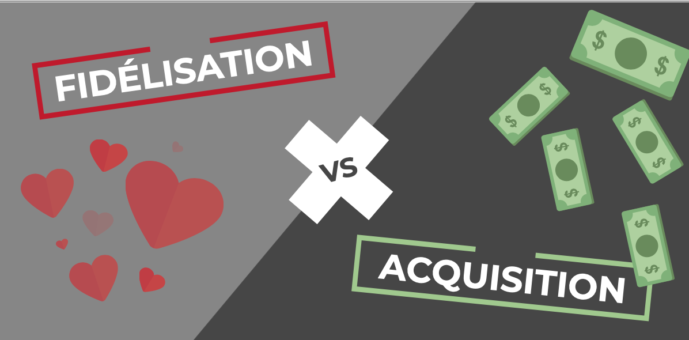 FIDÉLISATION
VS
ACQUISITION
$ $
$ $
$ $
$ $
$ $